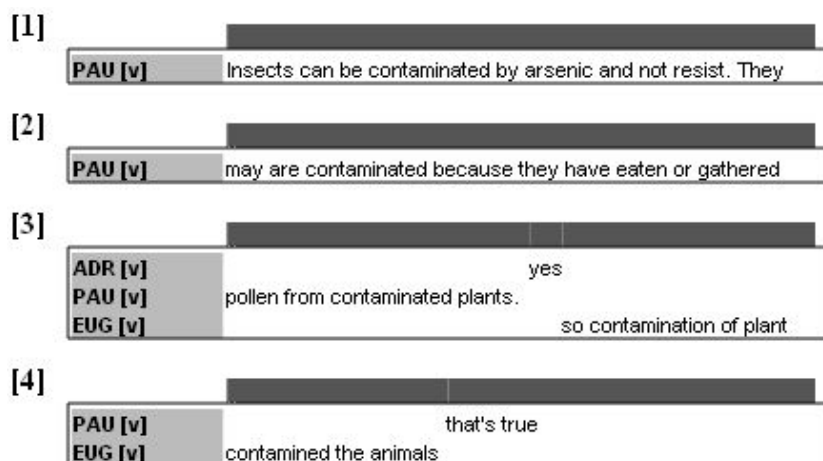 [1]
PAU [v] Insects can be contaminated by arsenic and not resist. They
[2]
PAU [v] may are contaminated because they have eaten or gathered
[3]
ADR [v] yes
PAU [v] pollen from contaminated plants.
EUG [v] so contamination of plant
[4]
PAU [v] that's true
EUG [v] contamined the animals